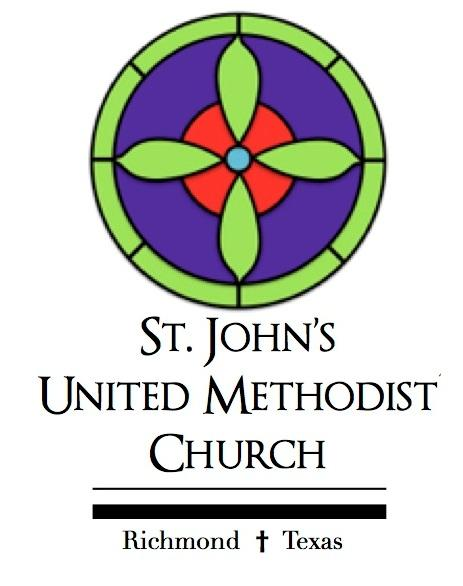 St. John's
United Methodist
Church
Richmond † Texas